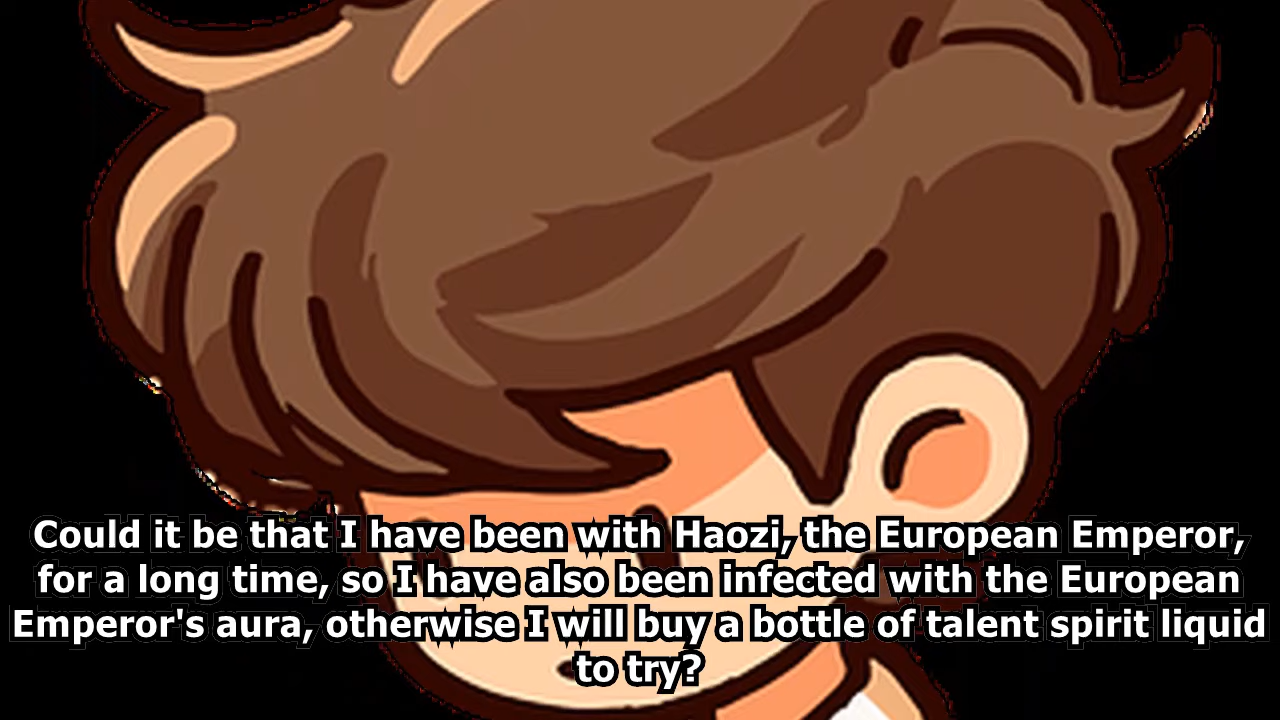 Could it be that I have been with Haozi, the European Emperor,
for a long time, so I have also been infected with the European
Emperor's aura, otherwise I will buy a bottle of talent spirit liquid
to try?